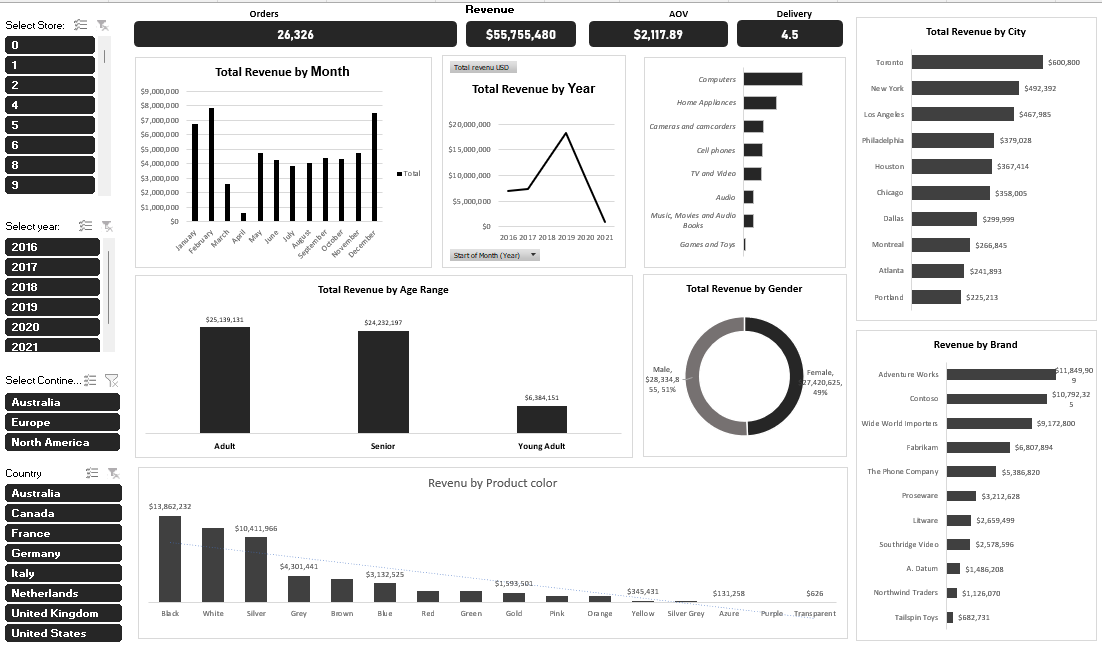 Orders
Revenue
AOV
Delivery
26,326
$55,755,480
$2,117.89
4.5
Select Store:
0
1
2
4
5
6
8
9
Select year:
2016
2017
2018
2019
2020
2021
Select Contine...
Australia
Europe
North America
Country
Australia
Canada
France
Germany
Italy
Netherlands
United Kingdom
United States
Total Revenue by Month
$9,000,000
$8,000,000
$7,000,000
$6,000,000
$5,000,000
$4,000,000
$3,000,000
$2,000,000
$1,000,000
$0
January
February
March
April
May
June
July
August
September
October
November
December
Total
Total revenu USD
Total Revenue by Year
$20,000,000
$15,000,000
$10,000,000
$5,000,000
$0
2016 2017 2018 2019 2020 2021
Start of Month (Year)
Computers
Home Appliances
Cameras and camcorders
Cell phones
TV and Video
Audio
Music, Movies and Audio
Books
Games and Toys
Total Revenue by City
Toronto $600,800
New York $492,392
Los Angeles $467,985
Philadelphia $379,028
Houston $367,414
Chicago $358,005
Dallas $299,999
Montreal $266,845
Atlanta $241,893
Portland $225,213
Total Revenue by Age Range
$25,139,131
$24,232,197
$6,384,151
Adult
Senior
Young Adult
Total Revenue by Gender
Male,
$28,334,8
55, 51%
Female,
27,420,625,
49%
Revenue by Brand
Adventure Works $11,849,90
9
Contoso $10,792,32
5
Wide World Importers $9,172,800
Fabrikam $6,807,894
The Phone Company $5,386,820
Proseware $3,212,628
Litware $2,659,499
Southridge Video $2,578,596
A. Datum $1,486,208
Northwind Traders $1,126,070
Tailspin Toys $682,731
Revenu by Product color
$13,862,232
$10,411,966
$4,301,441
$3,132,525
$1,593,501
$345,431
$131,258
$626
Black
White
Silver
Grey
Brown
Blue
Red
Green
Gold
Pink
Orange
Yellow
Silver Grey
Azure
Purple
Transparent